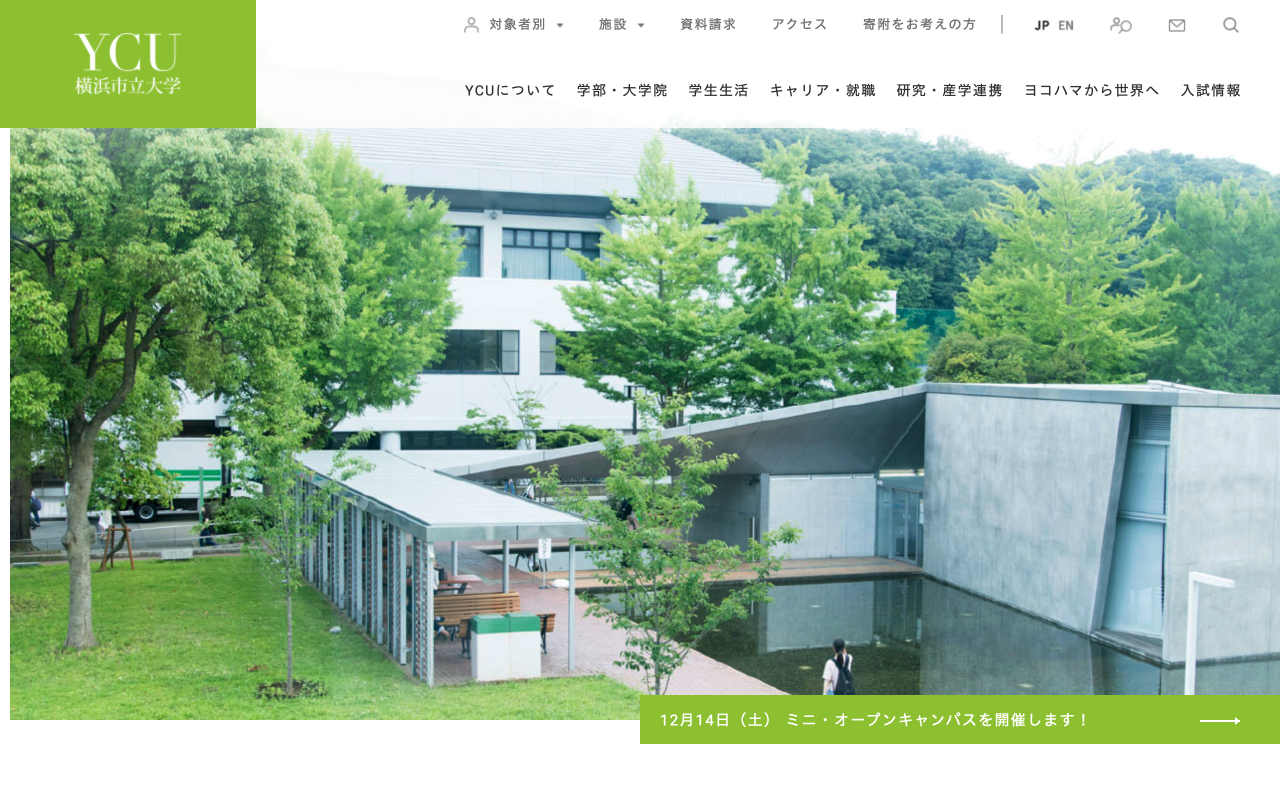 YCU
横浜市立大学
対象者別 施設 資料請求 アクセス 寄附をお考えの方 JP EN
YCUについて 学部・大学院 学生生活 キャリア・就職 研究・産学連携 ヨコハマから世界へ 入試情報
12月14日（土） ミニ・オープンキャンパスを開催します！